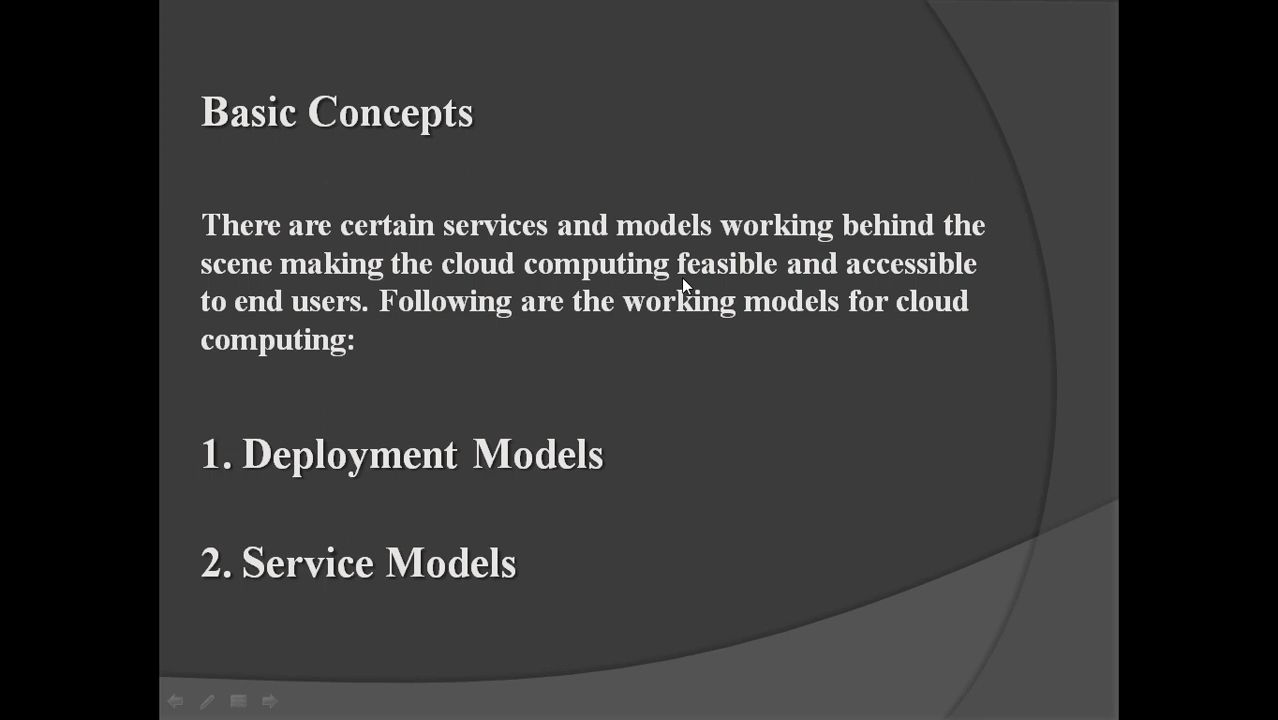 Basic Concepts
There are certain services and models working behind the
scene making the cloud computing feasible and accessible
to end users. Following are the working models for cloud
computing:
1. Deployment Models
2. Service Models